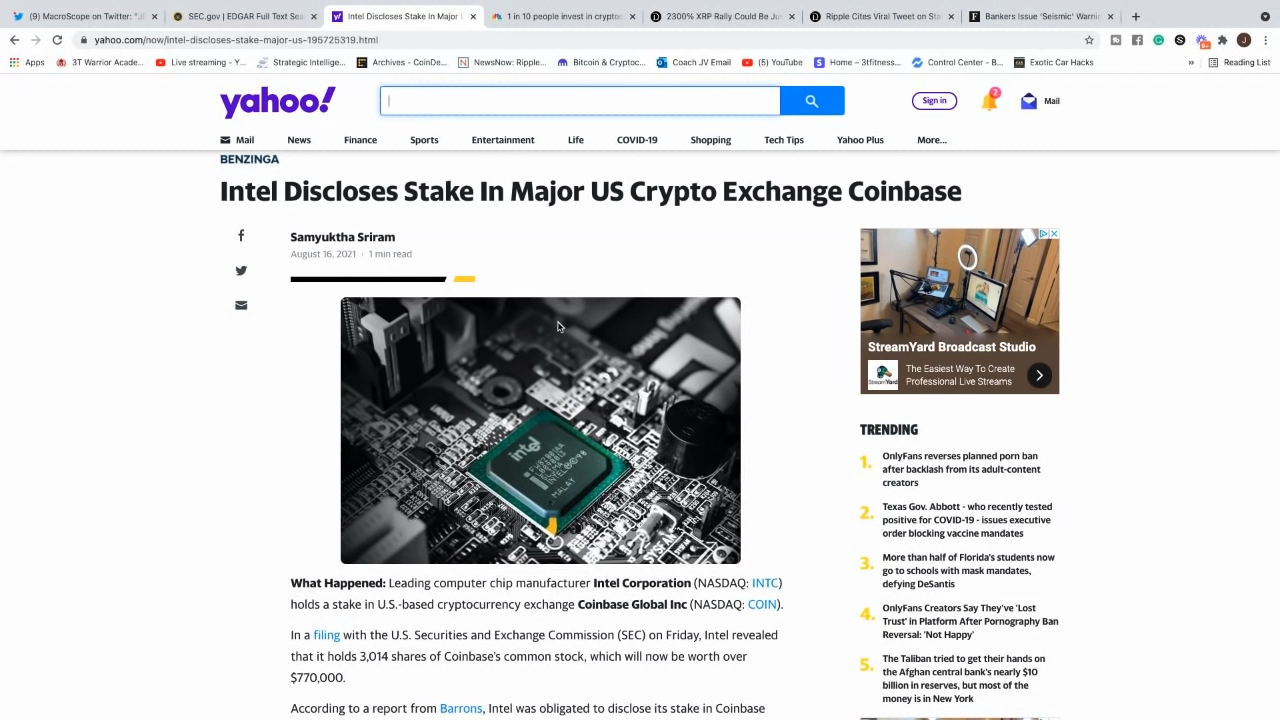 (9) MacroScope on Twitter: "Jl
SEC.gov | EDGAR Full Text Sea
Intel Discloses Stake In Major U
1 in 10 people invest in cryptoc
2300% XRP Rally Could Be Jus
Ripple Cites Viral Tweet on Sta
Bankers Issue 'Seismic' Warnin
yahoo.com/now/intel-discloses-stake-major-us-195725319.html
Apps
3T Warrior Acade...
Live streaming - Y...
Strategic Intellige...
Archives - CoinDe...
NewsNow: Ripple...
Bitcoin & Cryptoc...
Coach JV Email
(5) YouTube
Home – 3tfitness...
Control Center - B...
Exotic Car Hacks
»
Reading List
yahoo!
Sign in
2
Mail
Mail
News
Finance
Sports
Entertainment
Life
COVID-19
Shopping
Tech Tips
Yahoo Plus
More...
BENZINGA
Intel Discloses Stake In Major US Crypto Exchange Coinbase
Samyuktha Sriram
August 16, 2021 · 1 min read
intel
MALAY
What Happened: Leading computer chip manufacturer Intel Corporation (NASDAQ: INTC)
holds a stake in U.S.-based cryptocurrency exchange Coinbase Global Inc (NASDAQ: COIN).
In a filing with the U.S. Securities and Exchange Commission (SEC) on Friday, Intel revealed
that it holds 3,014 shares of Coinbase's common stock, which will now be worth over
$770,000.
According to a report from Barrons, Intel was obligated to disclose its stake in Coinbase
StreamYard Broadcast Studio
StreamYard
The Easiest Way To Create
Professional Live Streams
TRENDING
1. OnlyFans reverses planned porn ban
after backlash from its adult-content
creators
2. Texas Gov. Abbott - who recently tested
positive for COVID-19 - issues executive
order blocking vaccine mandates
3. More than half of Florida's students now
go to schools with mask mandates,
defying DeSantis
4. OnlyFans Creators Say They've 'Lost
Trust' in Platform After Pornography Ban
Reversal: 'Not Happy'
5. The Taliban tried to get their hands on
the Afghan central bank's nearly $10
billion in reserves, but most of the
money is in New York